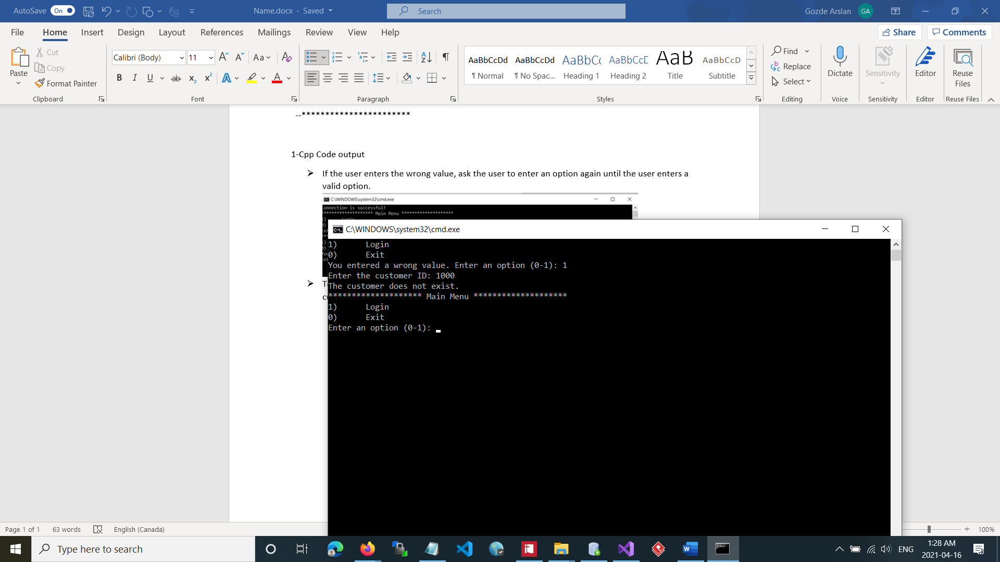 AutoSave On Name.docx - Saved Search Gozde Arslan GA
File Home Insert Design Layout References Mailings Review View Help Share Comments
Paste Cut Copy Format Painter Clipboard
Calibri (Body) 11 Aa Font
Paragraph
AaBbCcDd AaBbCcDd AaBbCc AaBbCcD AaB AaBbCcD
¶ Normal ¶ No Spac... Heading 1 Heading 2 Title Subtitle
Styles
Find Replace Select Editing
Dictate Voice
Sensitivity Sensitivity
Editor Editor
Reuse Files Reuse Files
--***********************
1-Cpp Code output
If the user enters the wrong value, ask the user to enter an option again until the user enters a
valid option.
C:\WINDOWS\system32\cmd.exe
onnection is successful!
******************* Main Menu ********************
C:\WINDOWS\system32\cmd.exe
1) Login
0) Exit
You entered a wrong value. Enter an option (0-1): 1
Enter the customer ID: 1000
The customer does not exist.
******************** Main Menu ********************
1) Login
0) Exit
Enter an option (0-1):
Page 1 of 1 63 words English (Canada) 100%
Type here to search ENG 1:28 AM
2021-04-16